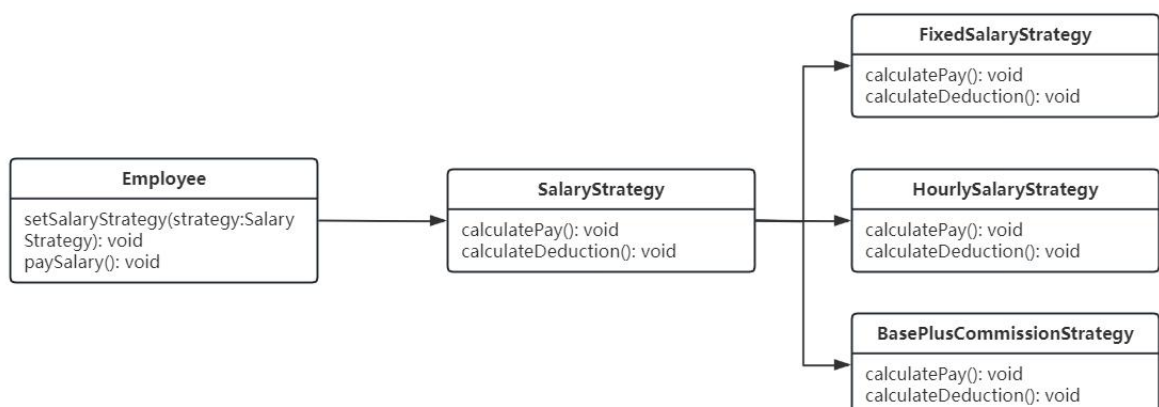 Employee
setSalaryStrategy(strategy:Salary
Strategy): void
paySalary(): void
SalaryStrategy
calculatePay(): void
calculateDeduction(): void
FixedSalaryStrategy
calculatePay(): void
calculateDeduction(): void
HourlySalaryStrategy
calculatePay(): void
calculateDeduction(): void
BasePlusCommissionStrategy
calculatePay(): void
calculateDeduction(): void